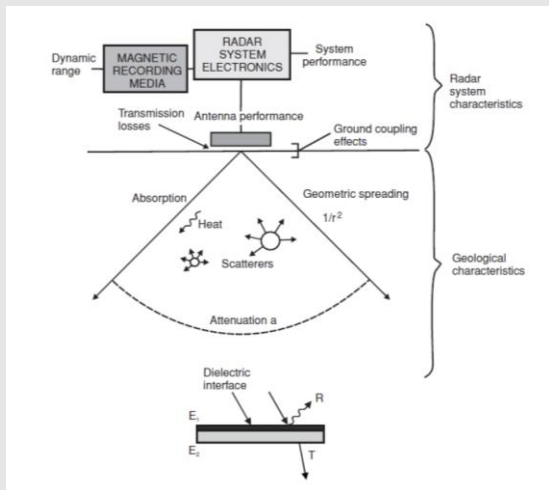 Dynamic
range
MAGNETIC
RECORDING
MEDIA
RADAR
SYSTEM
ELECTRONICS
System
performance
Radar
system
characteristics
Transmission
losses
Antenna performance
Ground coupling
effects
Absorption
Geometric spreading
1/r²
Heat
Scatterers
Geological
characteristics
Attenuation a
Dielectric
interface
R
E₁
E₂
T